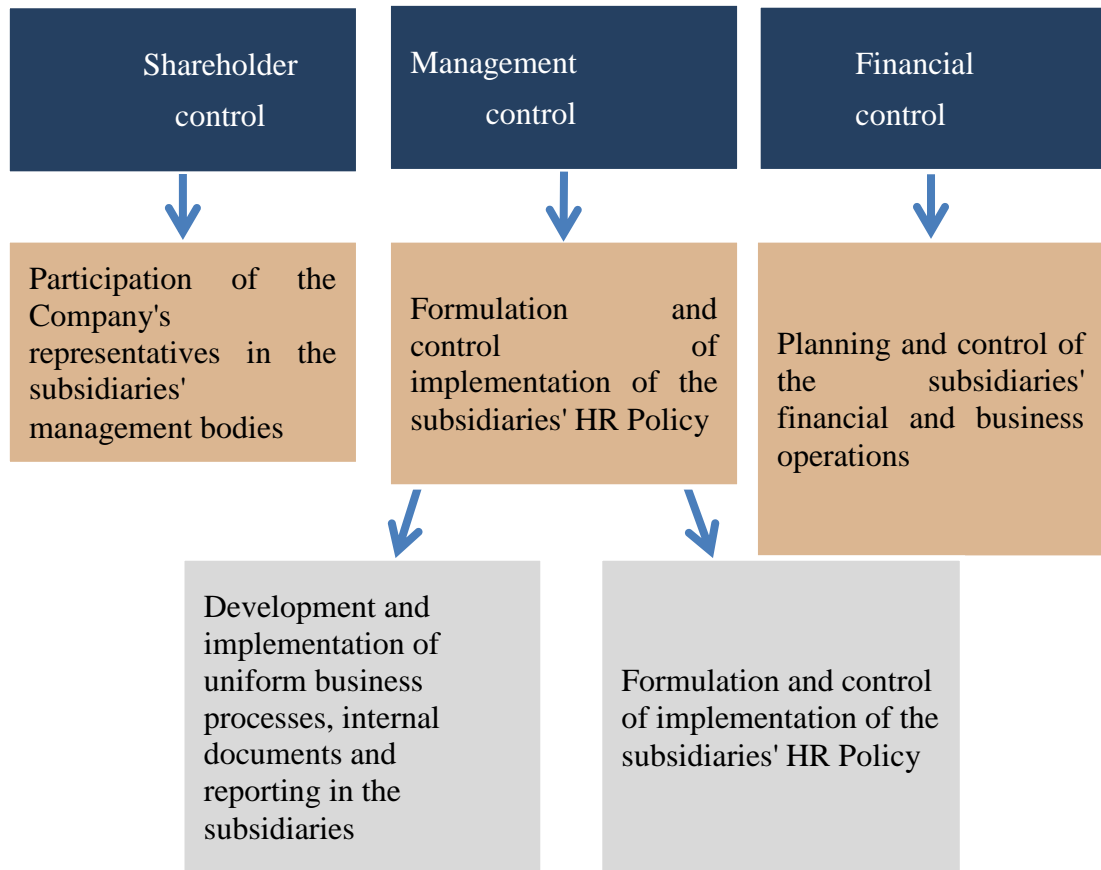 Shareholder
control
Management
control
Financial
control
Participation of the
Company's
representatives in the
subsidiaries'
management bodies
Formulation and
control of
implementation of the
subsidiaries' HR Policy
Planning and control of
the subsidiaries'
financial and business
operations
Development and
implementation of
uniform business
processes, internal
documents and
reporting in the
subsidiaries
Formulation and control
of implementation of the
subsidiaries' HR Policy